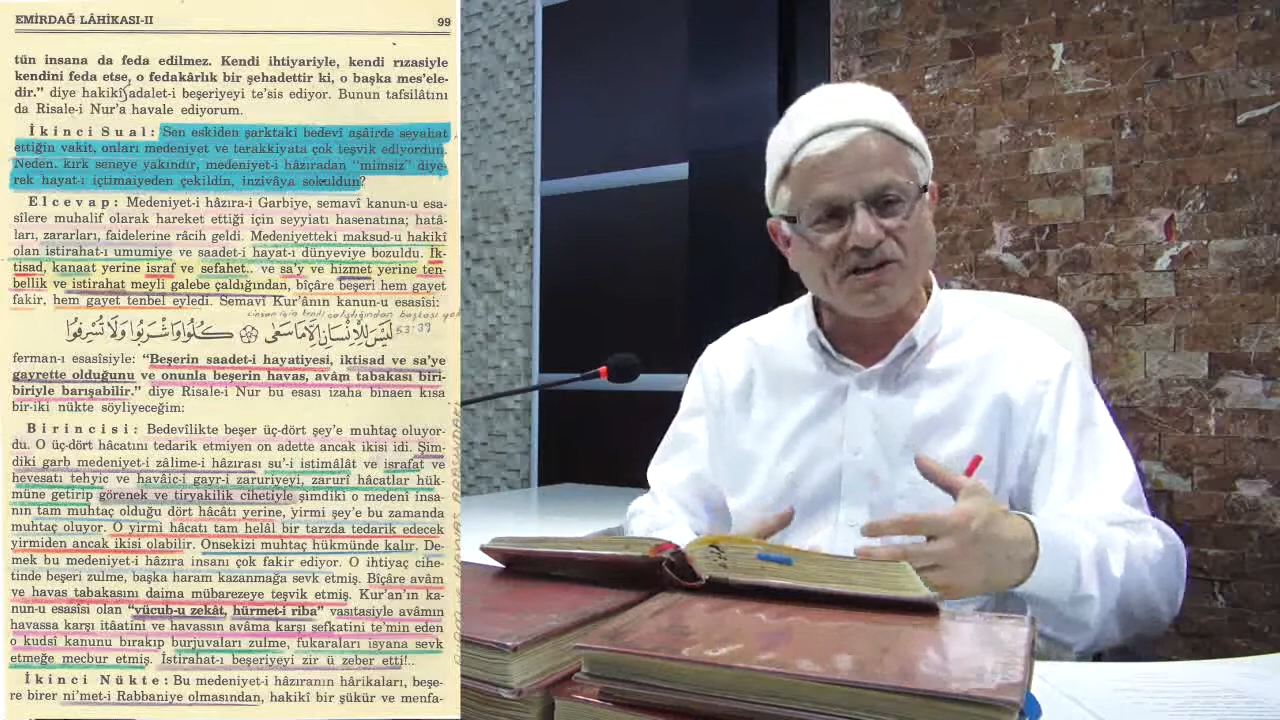 EMİRDAĞ LÂHİKASI-II 99
tün insana da feda edilmez. Kendi ihtiyariyle, kendi rızasiyle
kendini feda etse, o fedakârlık bir şehadettir ki, o başka mes'ele-
dir." diye hakikî adalet-i beşeriyeyi te'sis ediyor. Bunun tafsilâtını
da Risale-i Nur'a havale ediyorum.
İkinci Sual: Sen eskiden şarktaki bedevî aşâirde seyahat
ettiğin vakit, onları medeniyet ve terakkiyata çok teşvik ediyordun.
Neden, kırk seneye yakındır, medeniyet-i hâzıradan "mimsiz" diye-
rek hayat-ı içtimaiyeden çekildin, inzivâya sokuldun?
Elcevap: Medeniyet-i hâzıra-i Garbiye, semavî kanun-u esa-
sîlere muhalif olarak hareket ettiği için seyyiatı hasenatına; hatâ-
ları, zararları, faidelerine râcih geldi. Medeniyetteki maksud-u hakikî
olan istirahat-ı umumiye ve saadet-i hayat-ı dünyeviye bozuldu. İk-
tisad, kanaat yerine israf ve sefahet.. ve sa'y ve hizmet yerine ten-
bellik ve istirahat meyli galebe çaldığından, bîçâre beşeri hem gayet
fakir, hem gayet tenbel eyledi. Semavî Kur'ânın kanun-u esasîsi:
لَيْسَ لِلْاِنْسَانِ اِلَّا مَا سَعٰى ۞ كُلُوا وَاشْرَبُوا وَلَا تُسْرِفُوا 53:39
ferman-ı esasîsiyle: "Beşerin saadet-i hayatiyesi, iktisad ve sa'ye
gayrette olduğunu ve onunla beşerin havas, avâm tabakası biri-
biriyle barışabilir." diye Risale-i Nur bu esası izaha binaen kısa
bir-iki nükte söyliyeceğim:
Birincisi: Bedevîlikte beşer üç-dört şey'e muhtaç oluyor-
du. O üç-dört hâcatını tedarik etmiyen on adette ancak ikisi idi. Şim-
diki garb medeniyet-i zâlime-i hâzırası su'-i istimâlât ve israfat ve
hevesatı tehyic ve havâic-i gayr-i zaruriyeyi, zarurî hâcatlar hük-
müne getirip görenek ve tiryakilik cihetiyle şimdiki o medenî insa-
nın tam muhtaç olduğu dört hâcâtı yerine, yirmi şey'e bu zamanda
muhtaç oluyor. O yirmi hâcatı tam helâl bir tarzda tedarik edecek
yirmiden ancak ikisi olabilir. Onsekizi muhtaç hükmünde kalır. De-
mek bu medeniyet-i hâzıra insanı çok fakir ediyor. O ihtiyaç cihe-
tinde beşeri zulme, başka haram kazanmağa sevk etmiş. Bîçâre avâm
ve havas tabakasını daima mübarezeye teşvik etmiş. Kur'an'ın ka-
nun-u esasîsi olan "vücub-u zekât, hürmet-i riba" vasıtasiyle avâmın
havassa karşı itâatini ve havassın avâma karşı şefkatini te'min eden
o kudsî kanunu bırakıp burjuvaları zulme, fukaraları isyana sevk
etmeğe mecbur etmiş. İstirahat-ı beşeriyeyi zir ü zeber etti!..
İkinci Nükte: Bu medeniyet-i hâzıranın hârikaları, beşe-
re birer ni'met-i Rabbaniye olmasından, hakikî bir şükür ve menfa-